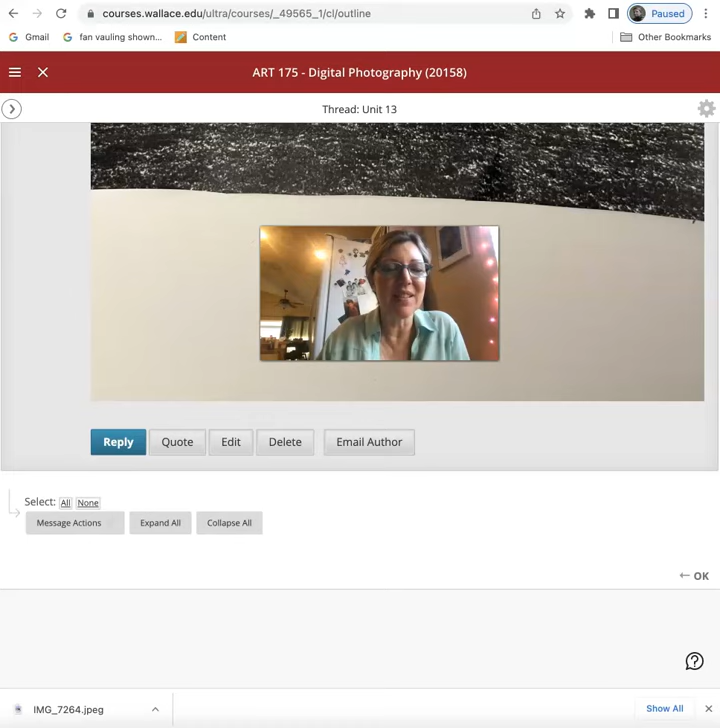 courses.wallace.edu/ultra/courses/_49565_1/cl/outline
Paused
Gmail
fan vauling shown...
Content
Other Bookmarks
ART 175 - Digital Photography (20158)
Thread: Unit 13
Reply
Quote
Edit
Delete
Email Author
Select: All None
Message Actions
Expand All
Collapse All
← OK
IMG_7264.jpeg
Show All